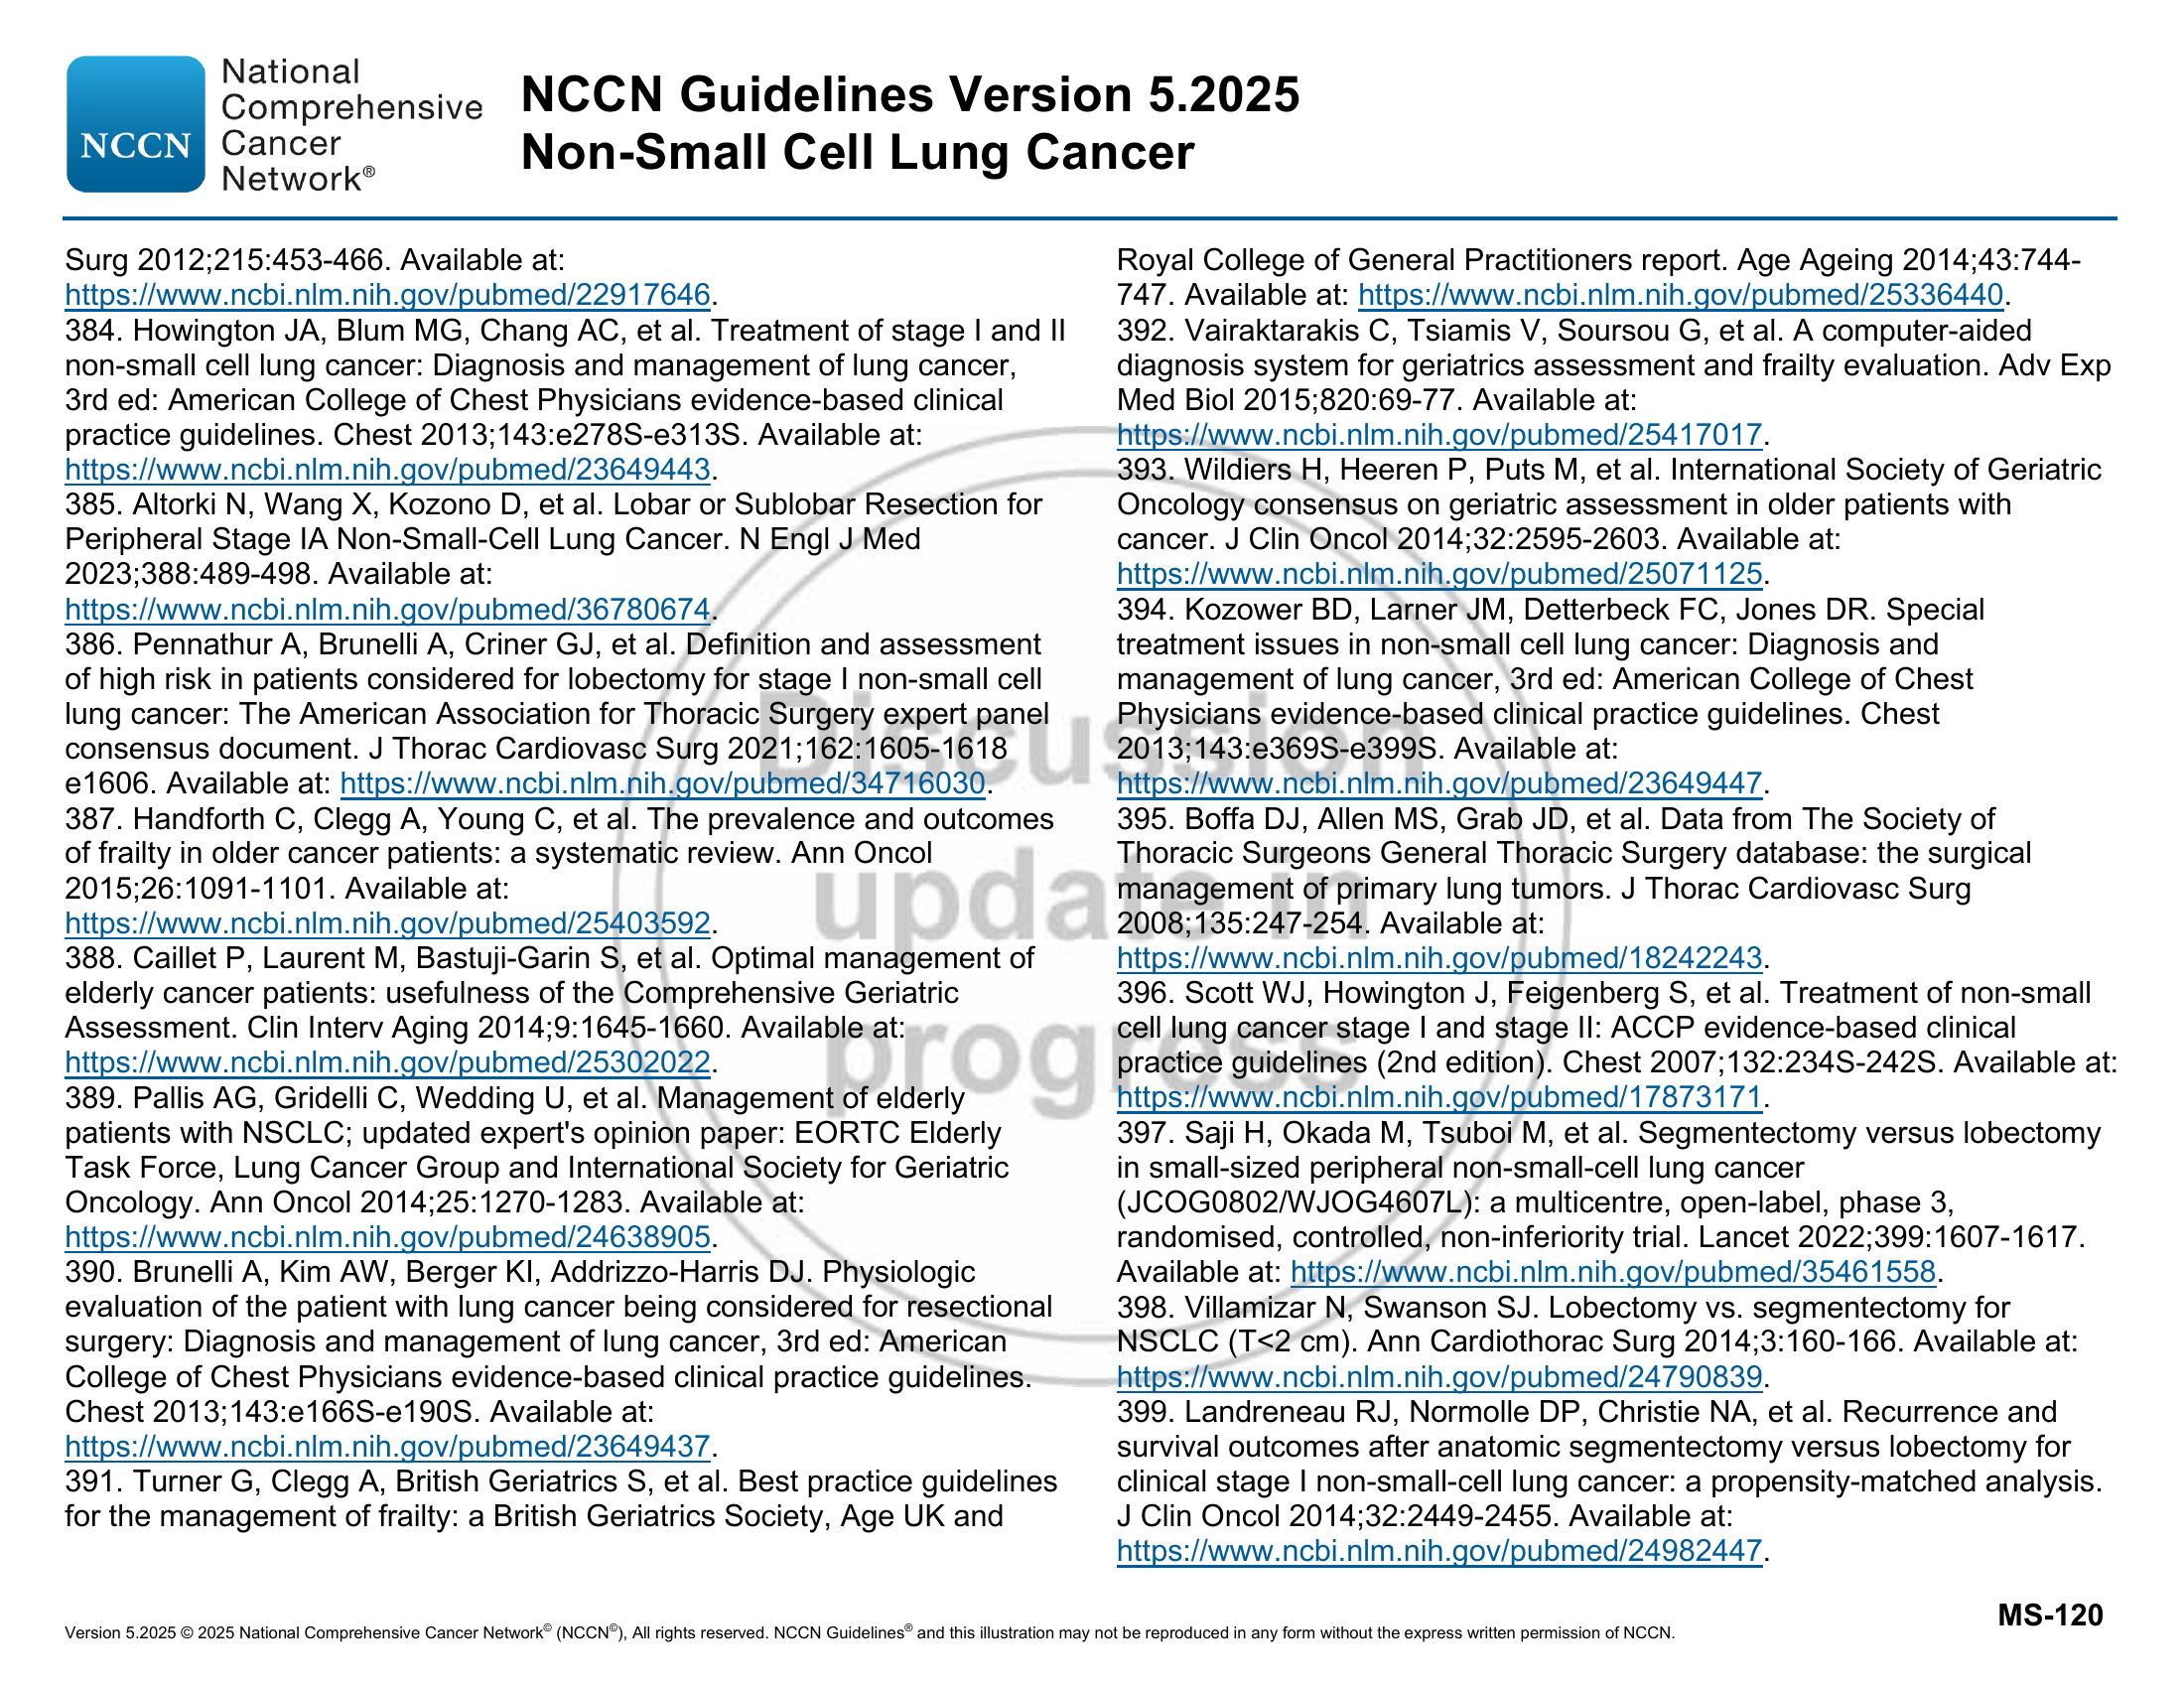 NCCN
National
Comprehensive
Cancer
Network®
NCCN Guidelines Version 5.2025
Non-Small Cell Lung Cancer
Surg 2012;215:453-466. Available at:
https://www.ncbi.nlm.nih.gov/pubmed/22917646.
384. Howington JA, Blum MG, Chang AC, et al. Treatment of stage I and II
non-small cell lung cancer: Diagnosis and management of lung cancer,
3rd ed: American College of Chest Physicians evidence-based clinical
practice guidelines. Chest 2013;143:e278S-e313S. Available at:
https://www.ncbi.nlm.nih.gov/pubmed/23649443.
385. Altorki N, Wang X, Kozono D, et al. Lobar or Sublobar Resection for
Peripheral Stage IA Non-Small-Cell Lung Cancer. N Engl J Med
2023;388:489-498. Available at:
https://www.ncbi.nlm.nih.gov/pubmed/36780674.
386. Pennathur A, Brunelli A, Criner GJ, et al. Definition and assessment
of high risk in patients considered for lobectomy for stage I non-small cell
lung cancer: The American Association for Thoracic Surgery expert panel
consensus document. J Thorac Cardiovasc Surg 2021;162:1605-1618
e1606. Available at: https://www.ncbi.nlm.nih.gov/pubmed/34716030.
387. Handforth C, Clegg A, Young C, et al. The prevalence and outcomes
of frailty in older cancer patients: a systematic review. Ann Oncol
2015;26:1091-1101. Available at:
https://www.ncbi.nlm.nih.gov/pubmed/25403592.
388. Caillet P, Laurent M, Bastuji-Garin S, et al. Optimal management of
elderly cancer patients: usefulness of the Comprehensive Geriatric
Assessment. Clin Interv Aging 2014;9:1645-1660. Available at:
https://www.ncbi.nlm.nih.gov/pubmed/25302022.
389. Pallis AG, Gridelli C, Wedding U, et al. Management of elderly
patients with NSCLC; updated expert's opinion paper: EORTC Elderly
Task Force, Lung Cancer Group and International Society for Geriatric
Oncology. Ann Oncol 2014;25:1270-1283. Available at:
https://www.ncbi.nlm.nih.gov/pubmed/24638905.
390. Brunelli A, Kim AW, Berger KI, Addrizzo-Harris DJ. Physiologic
evaluation of the patient with lung cancer being considered for resectional
surgery: Diagnosis and management of lung cancer, 3rd ed: American
College of Chest Physicians evidence-based clinical practice guidelines.
Chest 2013;143:e166S-e190S. Available at:
https://www.ncbi.nlm.nih.gov/pubmed/23649437.
391. Turner G, Clegg A, British Geriatrics S, et al. Best practice guidelines
for the management of frailty: a British Geriatrics Society, Age UK and
Royal College of General Practitioners report. Age Ageing 2014;43:744-
747. Available at: https://www.ncbi.nlm.nih.gov/pubmed/25336440.
392. Vairaktarakis C, Tsiamis V, Soursou G, et al. A computer-aided
diagnosis system for geriatrics assessment and frailty evaluation. Adv Exp
Med Biol 2015;820:69-77. Available at:
https://www.ncbi.nlm.nih.gov/pubmed/25417017.
393. Wildiers H, Heeren P, Puts M, et al. International Society of Geriatric
Oncology consensus on geriatric assessment in older patients with
cancer. J Clin Oncol 2014;32:2595-2603. Available at:
https://www.ncbi.nlm.nih.gov/pubmed/25071125.
394. Kozower BD, Larner JM, Detterbeck FC, Jones DR. Special
treatment issues in non-small cell lung cancer: Diagnosis and
management of lung cancer, 3rd ed: American College of Chest
Physicians evidence-based clinical practice guidelines. Chest
2013;143:e369S-e399S. Available at:
https://www.ncbi.nlm.nih.gov/pubmed/23649447.
395. Boffa DJ, Allen MS, Grab JD, et al. Data from The Society of
Thoracic Surgeons General Thoracic Surgery database: the surgical
management of primary lung tumors. J Thorac Cardiovasc Surg
2008;135:247-254. Available at:
https://www.ncbi.nlm.nih.gov/pubmed/18242243.
396. Scott WJ, Howington J, Feigenberg S, et al. Treatment of non-small
cell lung cancer stage I and stage II: ACCP evidence-based clinical
practice guidelines (2nd edition). Chest 2007;132:234S-242S. Available at:
https://www.ncbi.nlm.nih.gov/pubmed/17873171.
397. Saji H, Okada M, Tsuboi M, et al. Segmentectomy versus lobectomy
in small-sized peripheral non-small-cell lung cancer
(JCOG0802/WJOG4607L): a multicentre, open-label, phase 3,
randomised, controlled, non-inferiority trial. Lancet 2022;399:1607-1617.
Available at: https://www.ncbi.nlm.nih.gov/pubmed/35461558.
398. Villamizar N, Swanson SJ. Lobectomy vs. segmentectomy for
NSCLC (T<2 cm). Ann Cardiothorac Surg 2014;3:160-166. Available at:
https://www.ncbi.nlm.nih.gov/pubmed/24790839.
399. Landreneau RJ, Normolle DP, Christie NA, et al. Recurrence and
survival outcomes after anatomic segmentectomy versus lobectomy for
clinical stage I non-small-cell lung cancer: a propensity-matched analysis.
J Clin Oncol 2014;32:2449-2455. Available at:
https://www.ncbi.nlm.nih.gov/pubmed/24982447.
Discussion
update in
progress
MS-120
Version 5.2025 © 2025 National Comprehensive Cancer Network© (NCCN©), All rights reserved. NCCN Guidelines® and this illustration may not be reproduced in any form without the express written permission of NCCN.